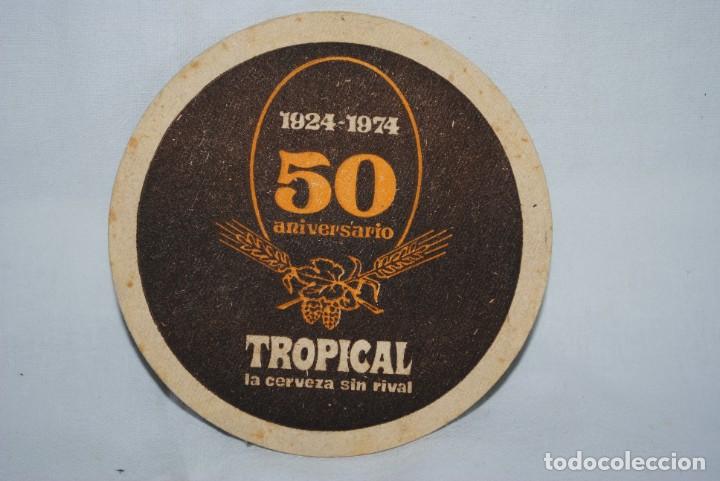 1924-1974
50
aniversario
TROPICAL
la cerveza sin rival
todocoleccion